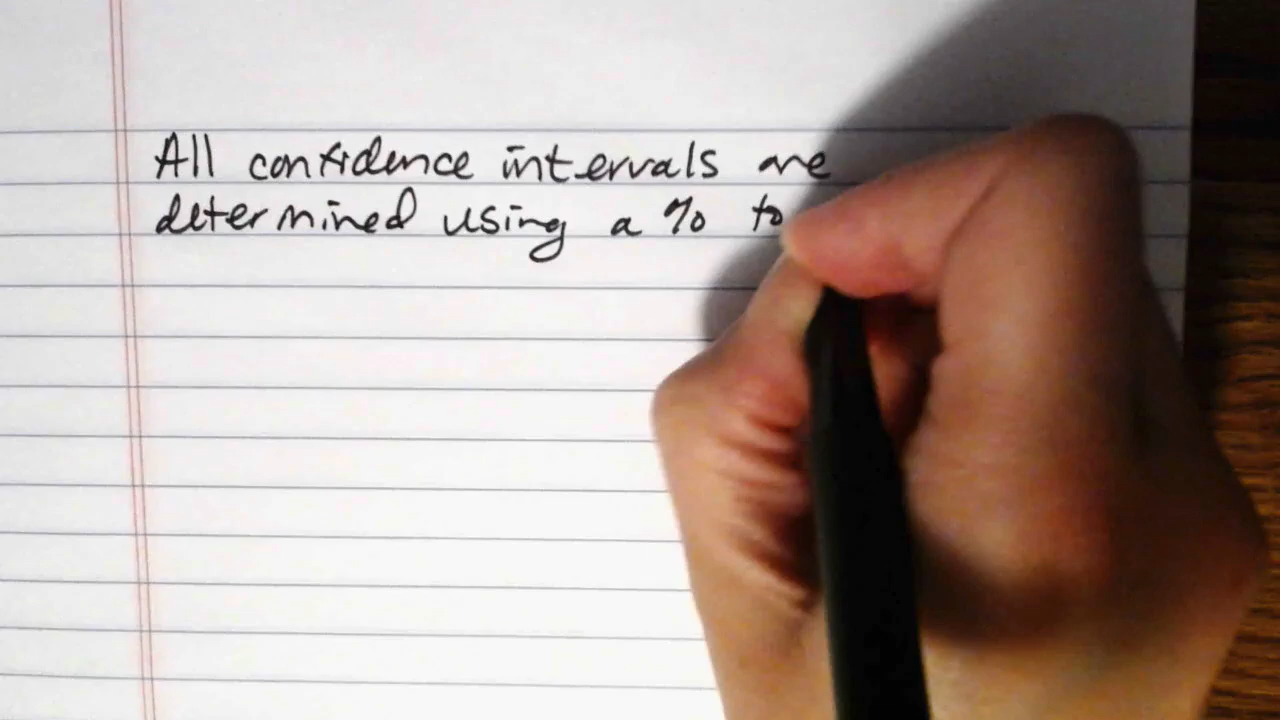 All confidence intervals are
determined using a % to